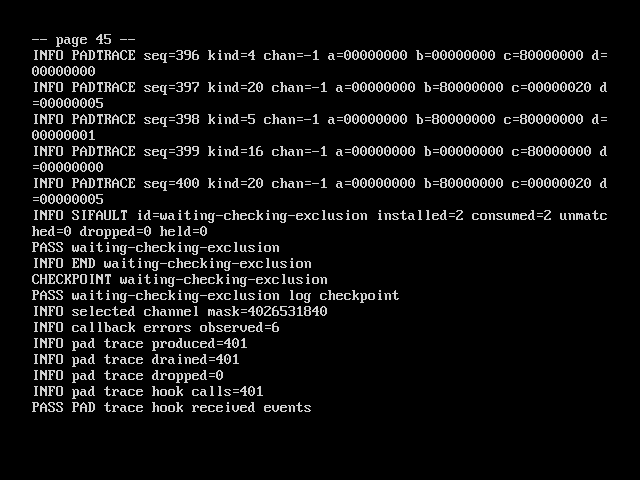 -- page 45 --
INFO PADTRACE seq=396 kind=4 chan=-1 a=00000000 b=00000000 c=80000000 d=
00000000
INFO PADTRACE seq=397 kind=20 chan=-1 a=00000000 b=80000000 c=00000020 d
=00000005
INFO PADTRACE seq=398 kind=5 chan=-1 a=00000000 b=80000000 c=80000000 d=
00000001
INFO PADTRACE seq=399 kind=16 chan=-1 a=00000000 b=00000000 c=80000000 d
=00000000
INFO PADTRACE seq=400 kind=20 chan=-1 a=00000000 b=80000000 c=00000020 d
=00000005
INFO SIFAULT id=waiting-checking-exclusion installed=2 consumed=2 unmatc
hed=0 dropped=0 held=0
PASS waiting-checking-exclusion
INFO END waiting-checking-exclusion
CHECKPOINT waiting-checking-exclusion
PASS waiting-checking-exclusion log checkpoint
INFO selected channel mask=4026531840
INFO callback errors observed=6
INFO pad trace produced=401
INFO pad trace drained=401
INFO pad trace dropped=0
INFO pad trace hook calls=401
PASS PAD trace hook received events